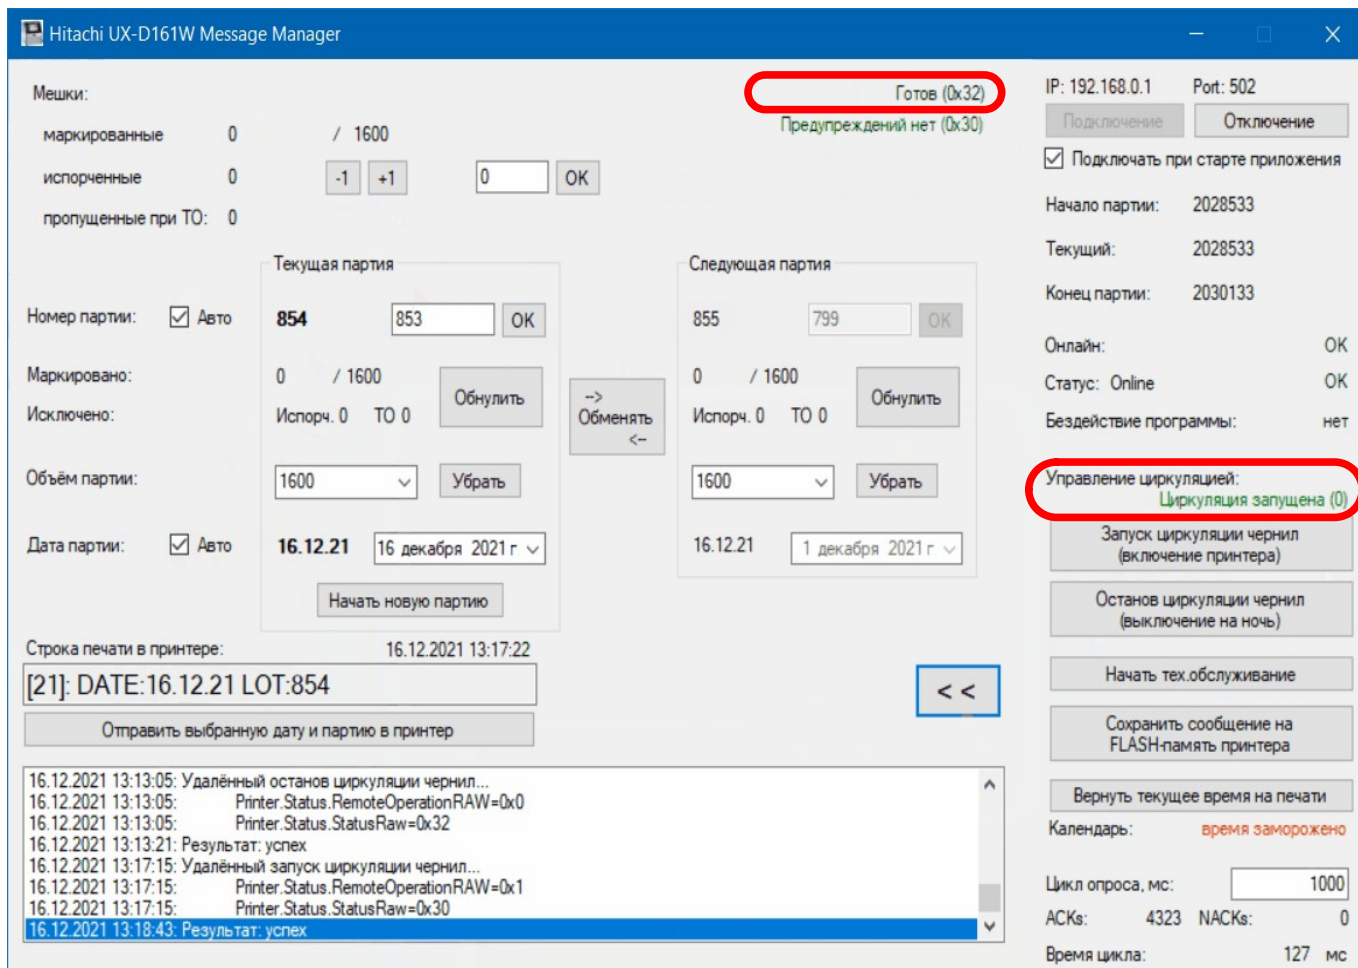 Hitachi UX-D161W Message Manager
Мешки:
Готов (0x32)
Предупреждений нет (0x30)
маркированные 0 / 1600
испорченные 0 -1 +1 0 OK
пропущенные при ТО: 0
Текущая партия
Следующая партия
Номер партии: Авто 854 853 OK 855 799 OK
Маркировано: 0 / 1600 Обнулить 0 / 1600 Обнулить
-->
Обменять
<--
Исключено: Испорч. 0 ТО 0 Испорч. 0 ТО 0
Объём партии: 1600 Убрать 1600 Убрать
Дата партии: Авто 16.12.21 16 декабря 2021 г 16.12.21 1 декабря 2021 г
Начать новую партию
Строка печати в принтере: 16.12.2021 13:17:22
[21]: DATE:16.12.21 LOT:854
<<
Отправить выбранную дату и партию в принтер
16.12.2021 13:13:05: Удалённый останов циркуляции чернил...
16.12.2021 13:13:05: Printer.Status.RemoteOperationRAW=0x0
16.12.2021 13:13:05: Printer.Status.StatusRaw=0x32
16.12.2021 13:13:21: Результат: успех
16.12.2021 13:17:15: Удалённый запуск циркуляции чернил...
16.12.2021 13:17:15: Printer.Status.RemoteOperationRAW=0x1
16.12.2021 13:17:15: Printer.Status.StatusRaw=0x30
16.12.2021 13:18:43: Результат: успех
IP: 192.168.0.1 Port: 502
Подключение Отключение
Подключать при старте приложения
Начало партии: 2028533
Текущий: 2028533
Конец партии: 2030133
Онлайн: OK
Статус: Online OK
Бездействие программы: нет
Управление циркуляцией:
Циркуляция запущена (0)
Запуск циркуляции чернил
(включение принтера)
Останов циркуляции чернил
(выключение на ночь)
Начать тех.обслуживание
Сохранить сообщение на
FLASH-память принтера
Вернуть текущее время на печати
Календарь: время заморожено
Цикл опроса, мс: 1000
ACKs: 4323 NACKs: 0
Время цикла: 127 мс